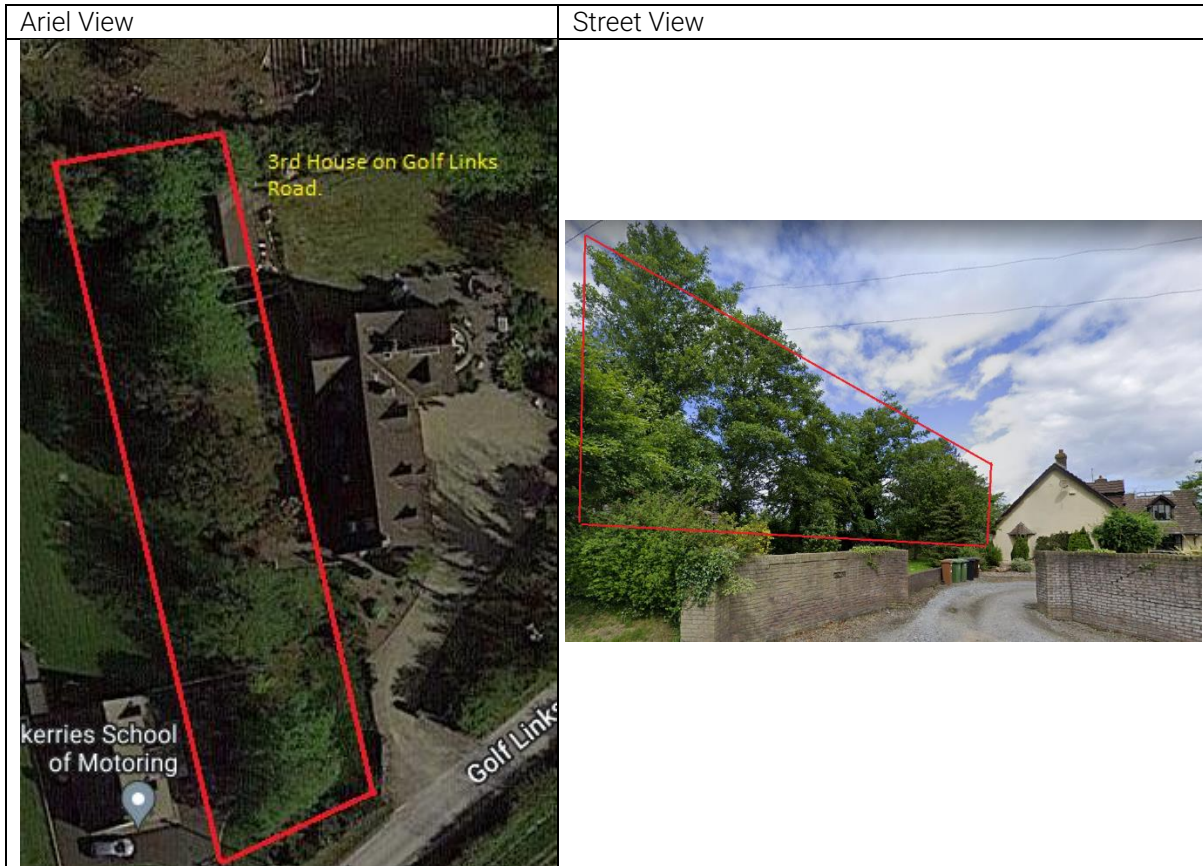 Ariel View
Street View
3rd House on Golf Links
Road.
kerries School
of Motoring
Golf Links